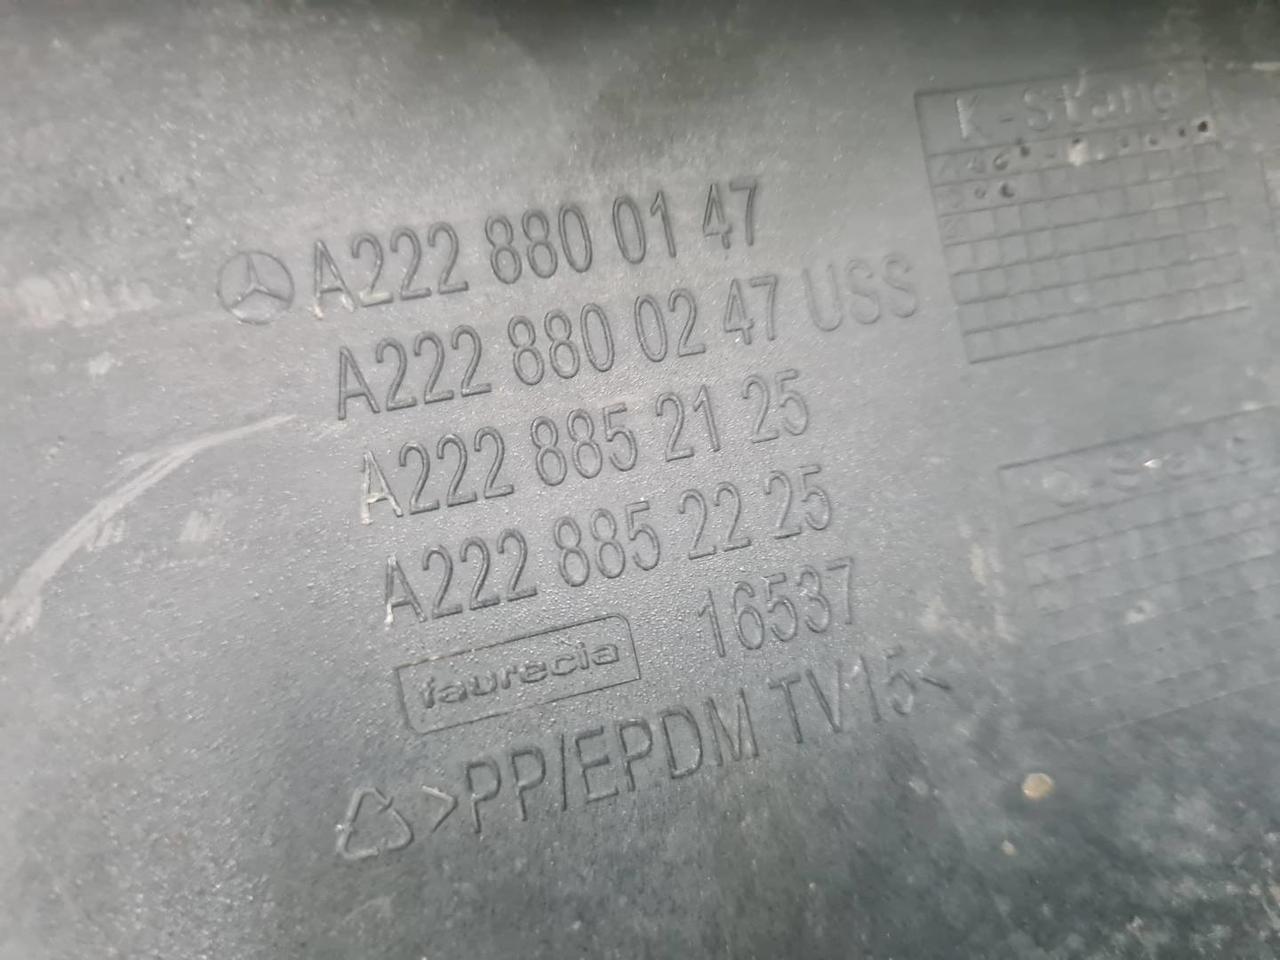 A222 880 01 47
A222 880 02 47 USS
A222 885 21 25
A222 885 22 25
faurecia 16537
>PP/EPDM TV15<
K-Stand